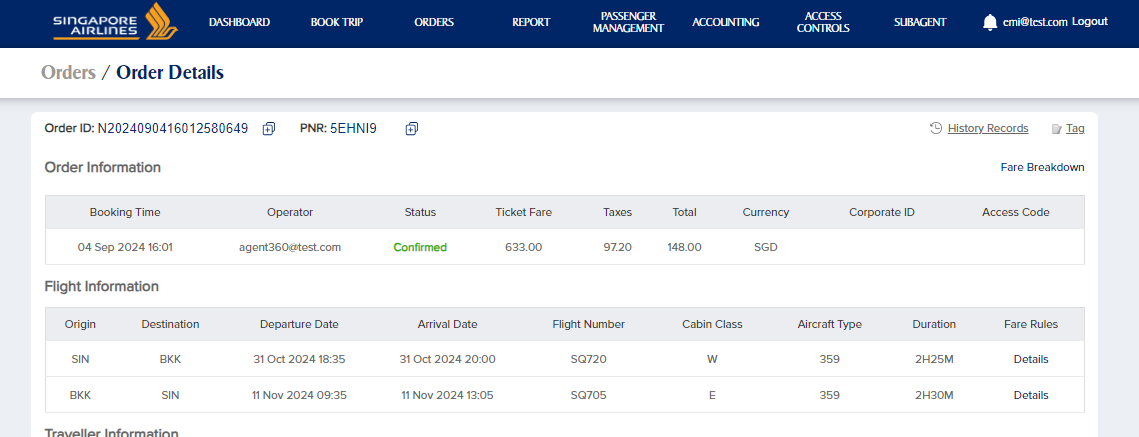 SINGAPORE AIRLINES
DASHBOARD BOOK TRIP ORDERS REPORT PASSENGER MANAGEMENT ACCOUNTING ACCESS CONTROLS SUBAGENT cmi@test.com Logout
Orders / Order Details
Order ID: N2024090416012580649 PNR: 5EHNI9 History Records Tag
Order Information Fare Breakdown
Booking Time Operator Status Ticket Fare Taxes Total Currency Corporate ID Access Code
04 Sep 2024 16:01 agent360@test.com Confirmed 633.00 97.20 148.00 SGD
Flight Information
Origin Destination Departure Date Arrival Date Flight Number Cabin Class Aircraft Type Duration Fare Rules
SIN BKK 31 Oct 2024 18:35 31 Oct 2024 20:00 SQ720 W 359 2H25M Details
BKK SIN 11 Nov 2024 09:35 11 Nov 2024 13:05 SQ705 E 359 2H30M Details
Traveller Information